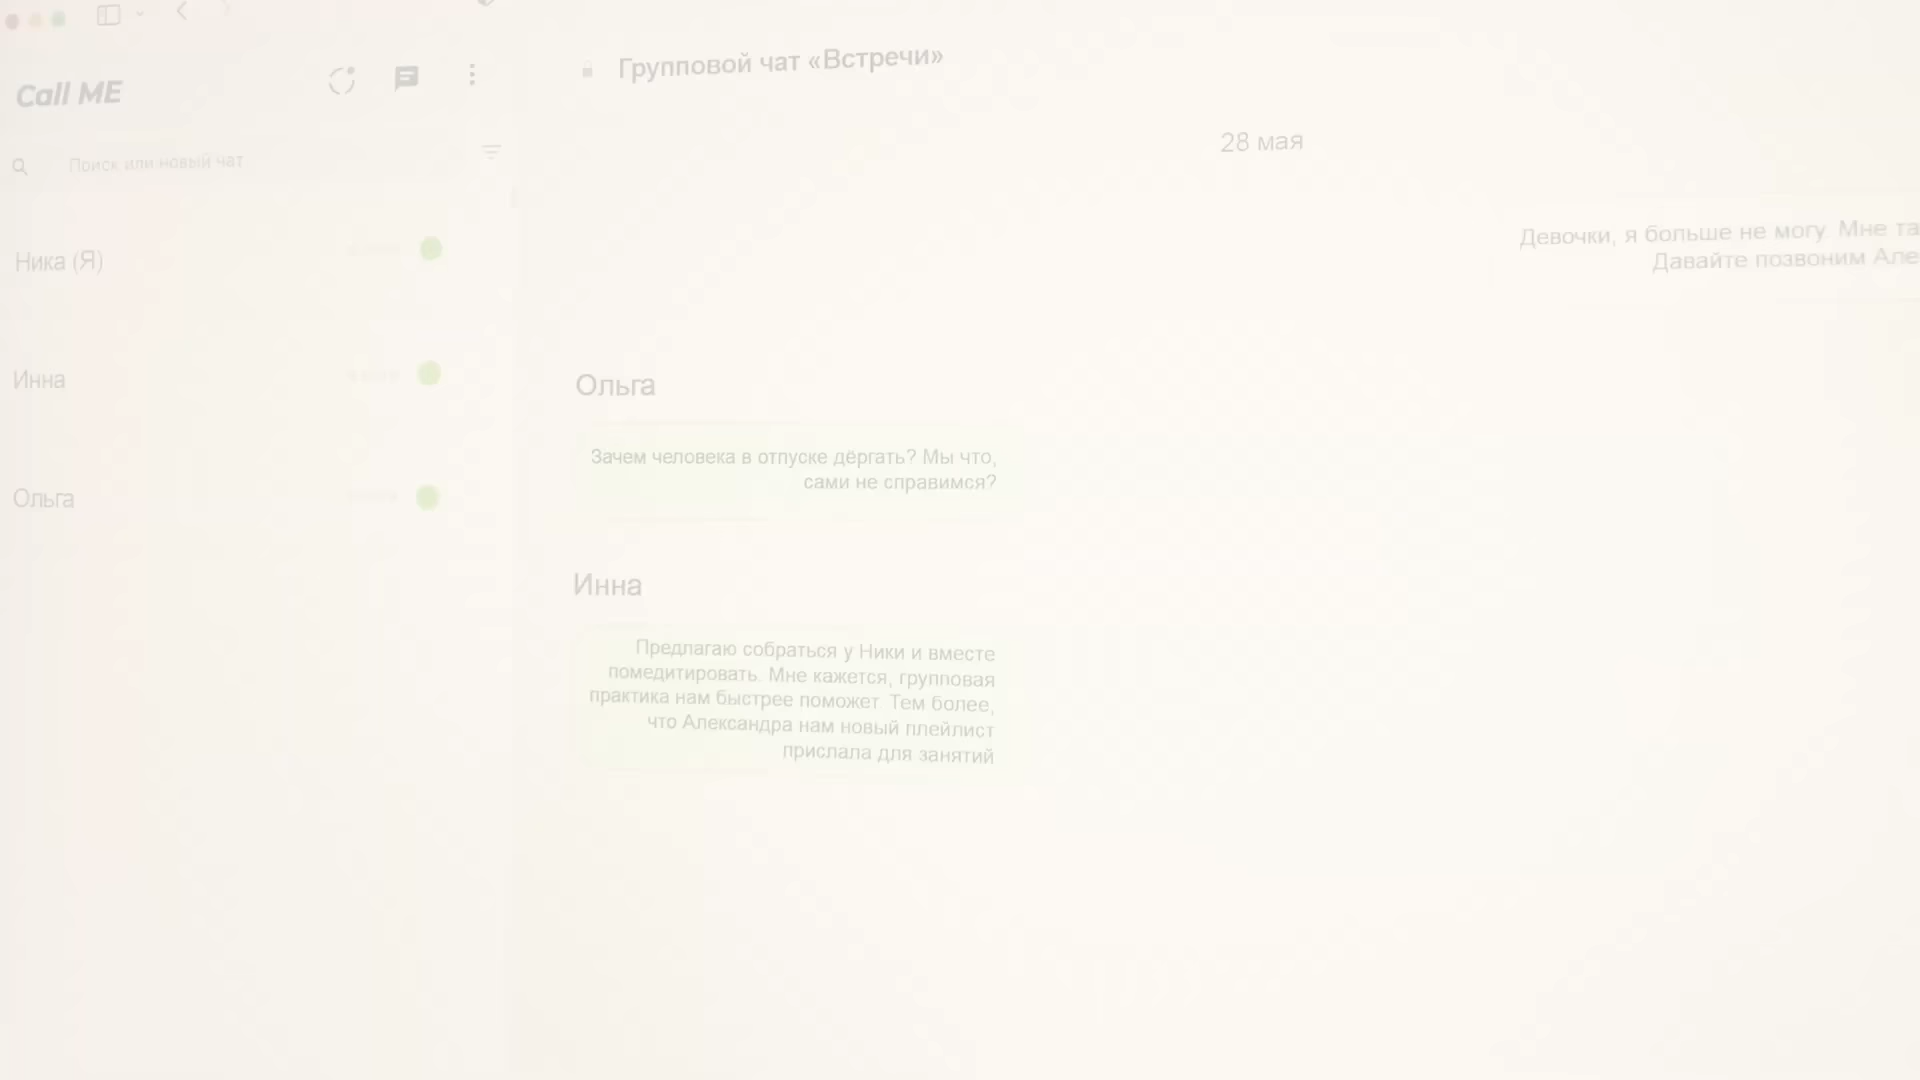 Call ME
Поиск или новый чат
Ника (Я)
Инна
Ольга
Групповой чат «Встречи»
28 мая
Девочки, я больше не могу. Мне
Давайте позвоним
Ольга
Зачем человека в отпуске дёргать? Мы что,
сами не справимся?
Инна
Предлагаю собраться у Ники и вместе
помедитировать. Мне кажется, групповая
практика нам быстрее поможет. Тем более,
что Александра нам новый плейлист
прислала для занятий